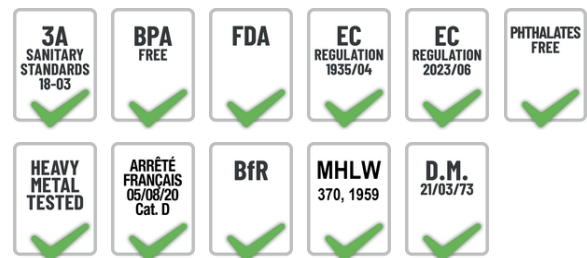 3A
SANITARY
STANDARDS
18-03
BPA
FREE
FDA
EC
REGULATION
1935/04
EC
REGULATION
2023/06
PHTHALATES
FREE
HEAVY
METAL
TESTED
ARRÊTÉ
FRANÇAIS
05/08/20
Cat. D
BfR
MHLW
370, 1959
D.M.
21/03/73